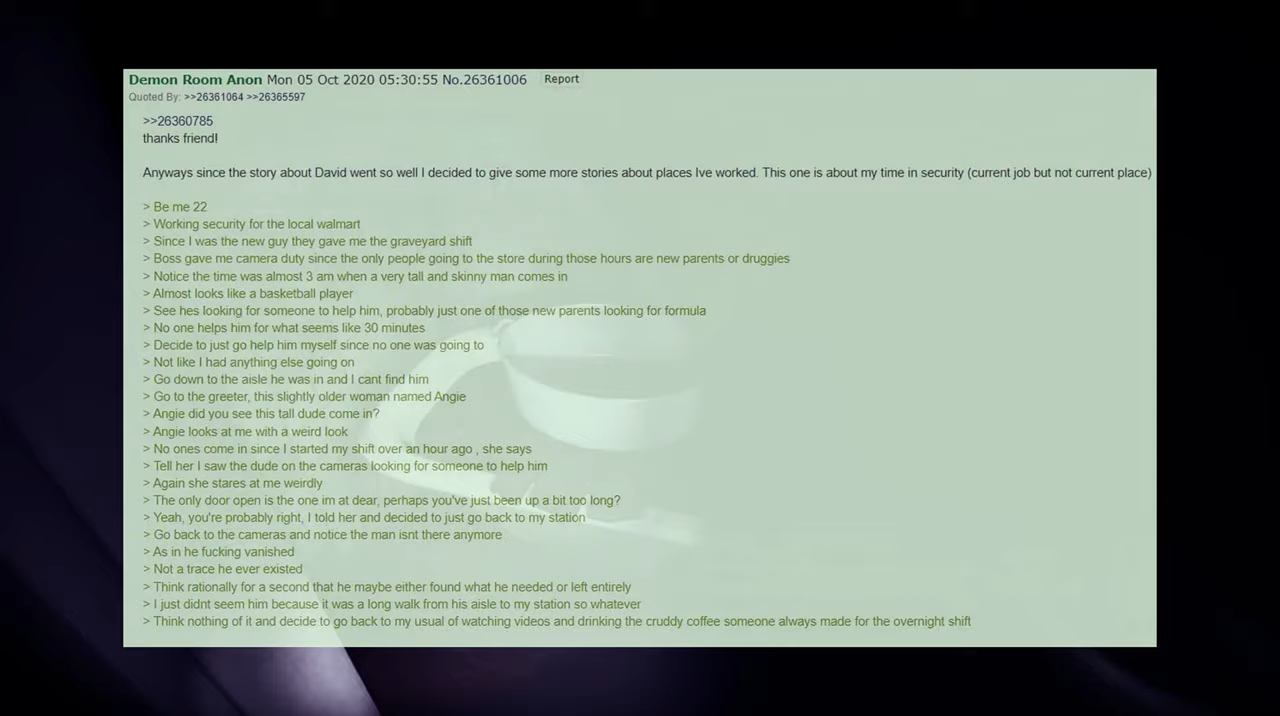 Demon Room Anon Mon 05 Oct 2020 05:30:55 No.26361006 Report
Quoted By: >>26361064 >>26365597
>>26360785
thanks friend!
Anyways since the story about David went so well I decided to give some more stories about places Ive worked. This one is about my time in security (current job but not current place)
> Be me 22
> Working security for the local walmart
> Since I was the new guy they gave me the graveyard shift
> Boss gave me camera duty since the only people going to the store during those hours are new parents or druggies
> Notice the time was almost 3 am when a very tall and skinny man comes in
> Almost looks like a basketball player
> See hes looking for someone to help him, probably just one of those new parents looking for formula
> No one helps him for what seems like 30 minutes
> Decide to just go help him myself since no one was going to
> Not like I had anything else going on
> Go down to the aisle he was in and I cant find him
> Go to the greeter, this slightly older woman named Angie
> Angie did you see this tall dude come in?
> Angie looks at me with a weird look
> No ones come in since I started my shift over an hour ago , she says
> Tell her I saw the dude on the cameras looking for someone to help him
> Again she stares at me weirdly
> The only door open is the one im at dear, perhaps you've just been up a bit too long?
> Yeah, you're probably right, I told her and decided to just go back to my station
> Go back to the cameras and notice the man isnt there anymore
> As in he fucking vanished
> Not a trace he ever existed
> Think rationally for a second that he maybe either found what he needed or left entirely
> I just didnt seem him because it was a long walk from his aisle to my station so whatever
> Think nothing of it and decide to go back to my usual of watching videos and drinking the cruddy coffee someone always made for the overnight shift